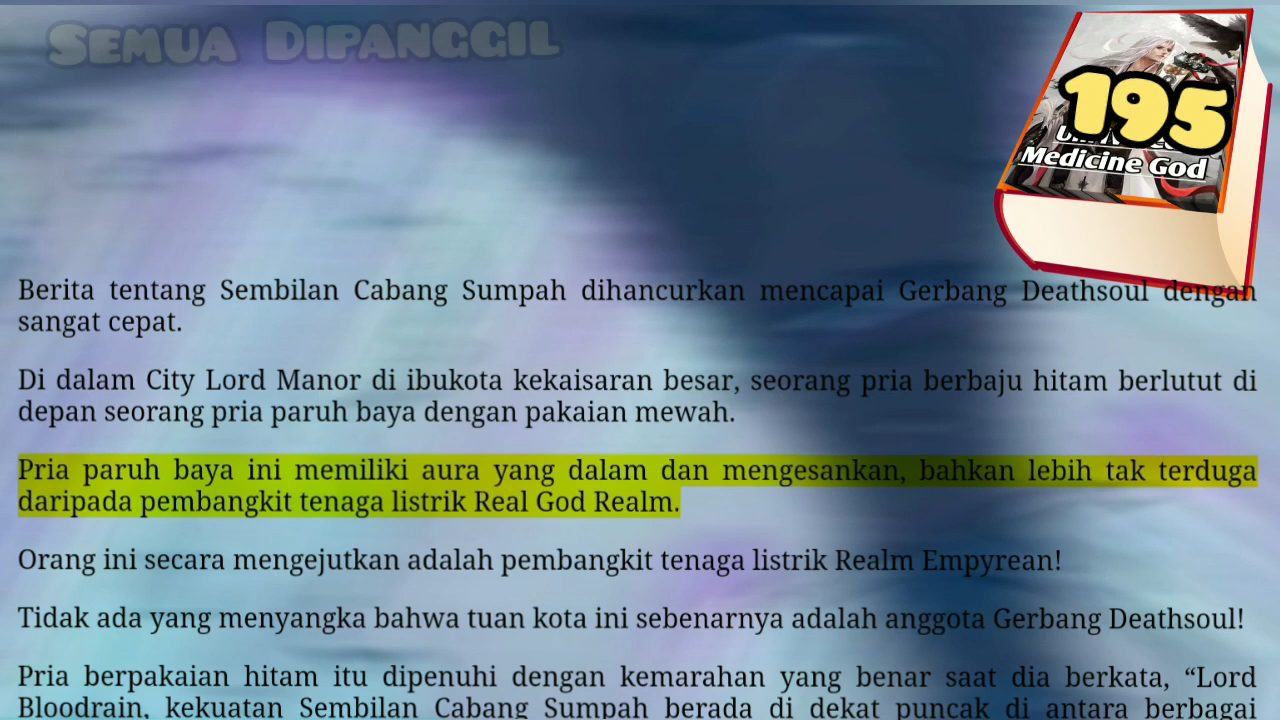 Semua Dipanggil
195
Medicine God
Berita tentang Sembilan Cabang Sumpah dihancurkan mencapai Gerbang Deathsoul dengan
sangat cepat.
Di dalam City Lord Manor di ibukota kekaisaran besar, seorang pria berbaju hitam berlutut di
depan seorang pria paruh baya dengan pakaian mewah.
Pria paruh baya ini memiliki aura yang dalam dan mengesankan, bahkan lebih tak terduga
daripada pembangkit tenaga listrik Real God Realm.
Orang ini secara mengejutkan adalah pembangkit tenaga listrik Realm Empyrean!
Tidak ada yang menyangka bahwa tuan kota ini sebenarnya adalah anggota Gerbang Deathsoul!
Pria berpakaian hitam itu dipenuhi dengan kemarahan yang benar saat dia berkata, “Lord
Bloodrain, kekuatan Sembilan Cabang Sumpah berada di dekat puncak di antara berbagai